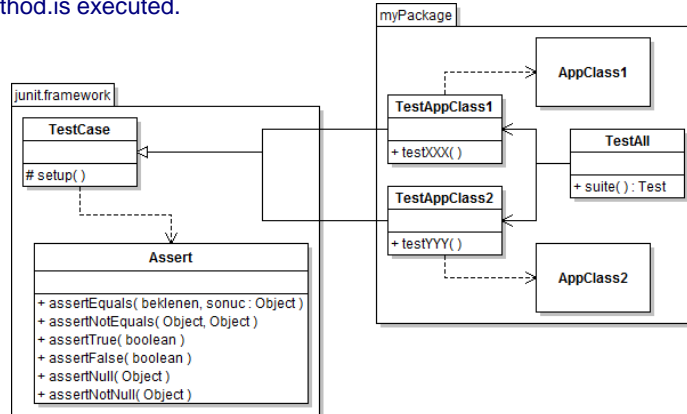 thod.is executed.
myPackage
AppClass1
TestAppClass1
+ testXXX( )
TestAll
+ suite( ) : Test
TestAppClass2
+ testYYY( )
AppClass2
junit.framework
TestCase
# setup( )
Assert
+ assertEquals( beklenen, sonuc : Object )
+ assertNotEquals( Object, Object )
+ assertTrue( boolean )
+ assertFalse( boolean )
+ assertNull( Object )
+ assertNotNull( Object )